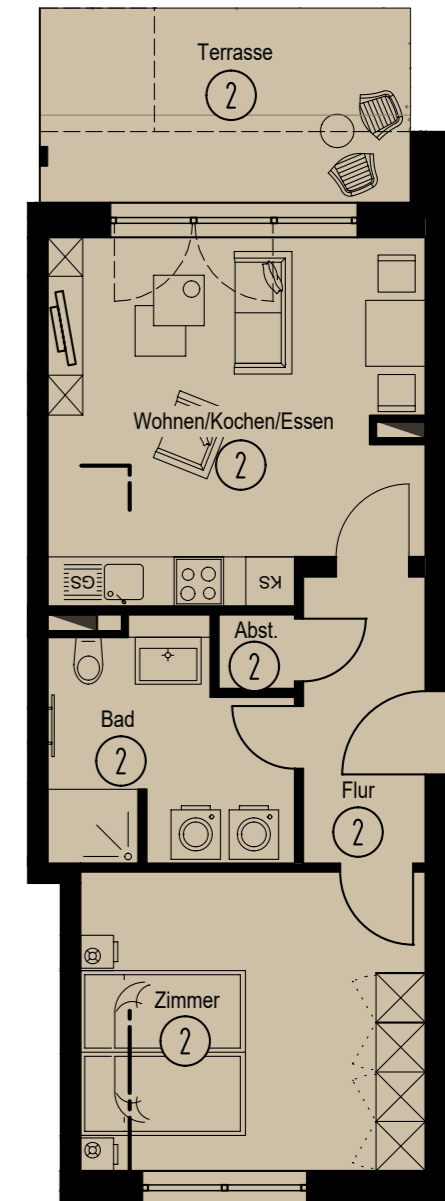 Terrasse
2
Wohnen/Kochen/Essen
2
GS
KS
Abst.
2
Bad
2
Flur
2
Zimmer
2